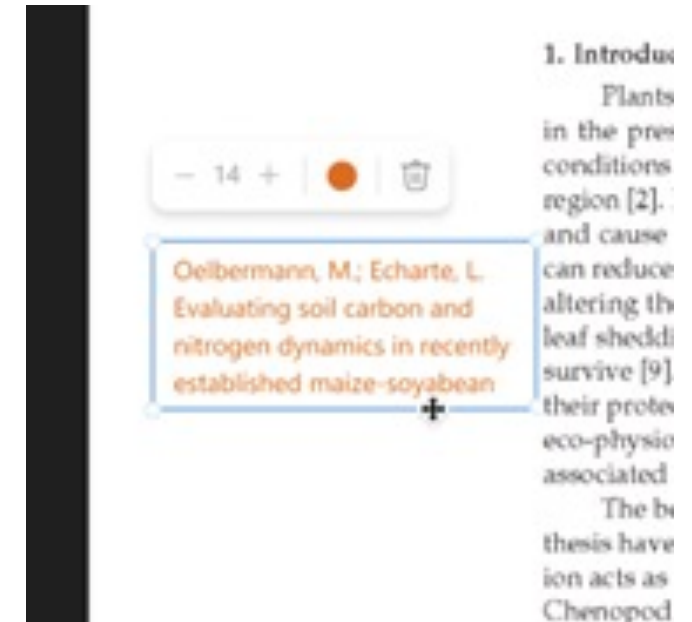 14
Oelbermann, M.; Echarte, L.
Evaluating soil carbon and
nitrogen dynamics in recently
established maize-soyabean
1. Introduc
Plants
in the pres
conditions
region [2].
and cause
can reduces
altering the
leaf sheddi
survive [9].
their protec
eco-physio
associated
The be
thesis have
ion acts as
Chenopod